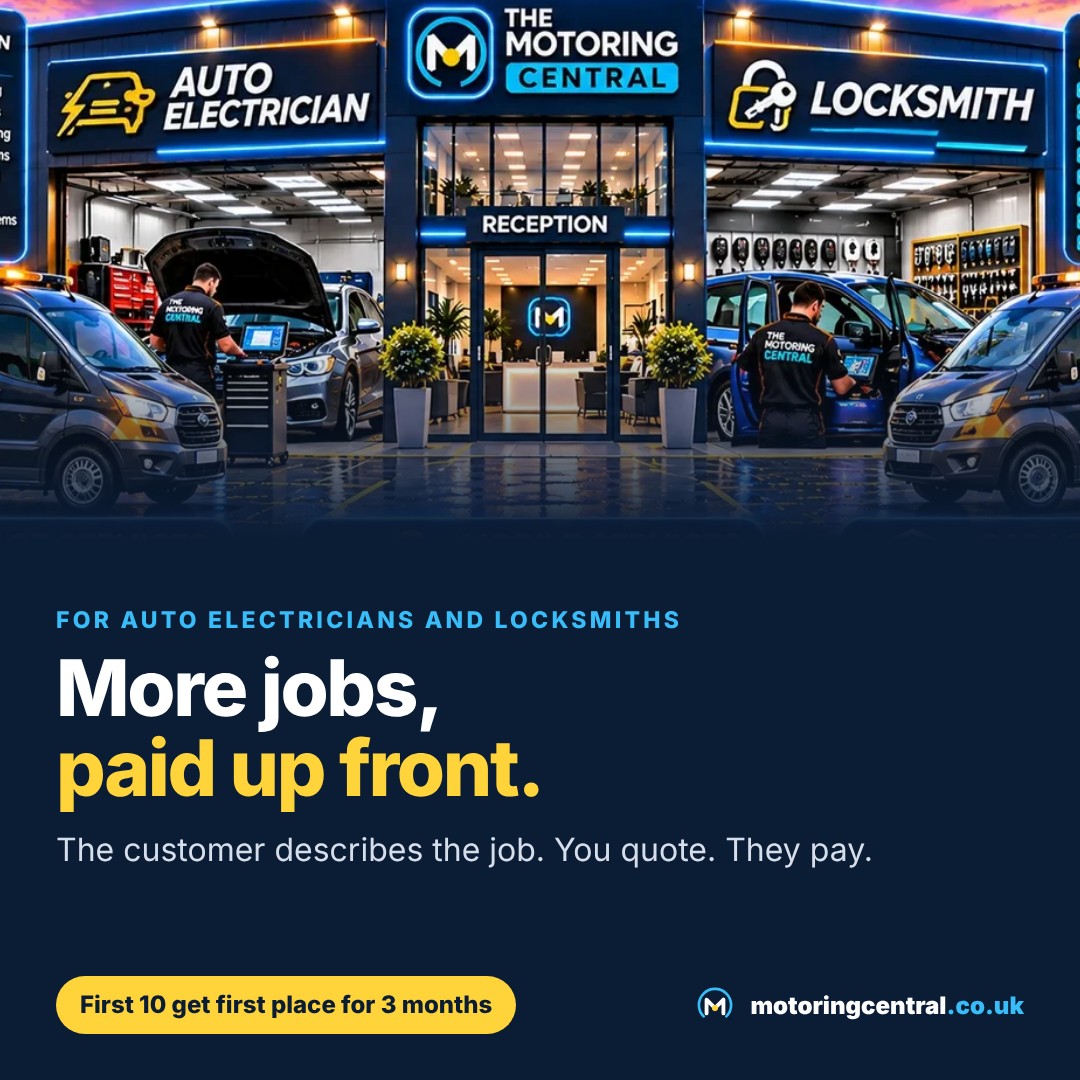 THE
MOTORING
CENTRAL
AUTO
ELECTRICIAN
LOCKSMITH
RECEPTION
THE
MOTORING
CENTRAL
THE
MOTORING
CENTRAL
FOR AUTO ELECTRICIANS AND LOCKSMITHS
More jobs,
paid up front.
The customer describes the job. You quote. They pay.
First 10 get first place for 3 months
motoringcentral.co.uk